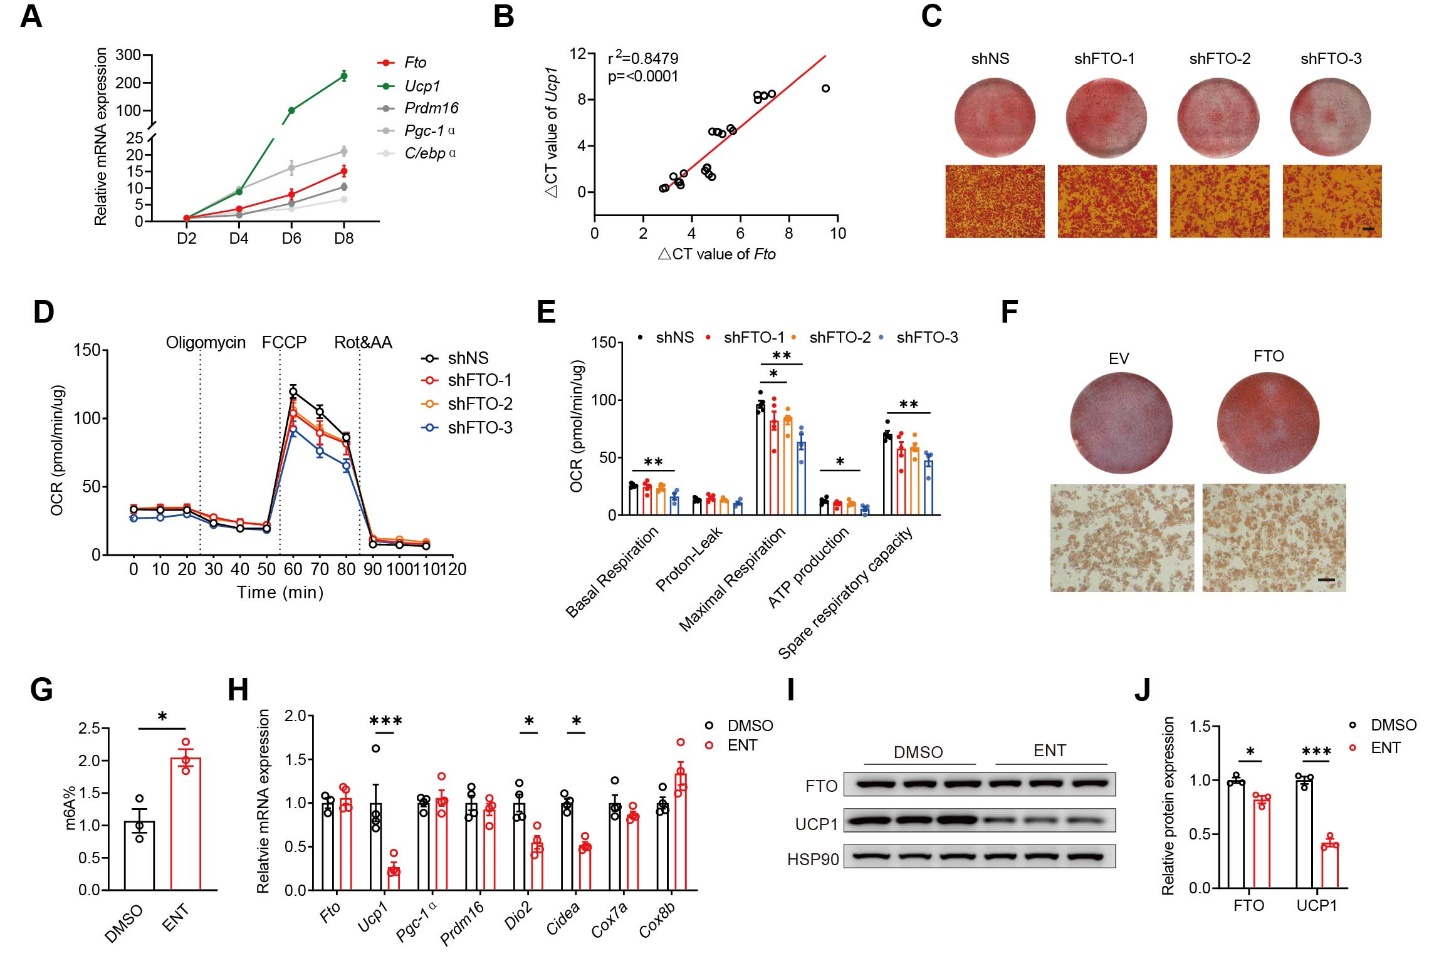 A
Relative mRNA expression
300
200
100
25
20
15
10
5
0
D2 D4 D6 D8
Fto
Ucp1
Prdm16
Pgc-1α
C/ebpα
B
△CT value of Ucp1
12
8
4
0
r²=0.8479
p=<0.0001
0 2 4 6 8 10
△CT value of Fto
C
shNS shFTO-1 shFTO-2 shFTO-3
D
OCR (pmol/min/ug)
150
100
50
0
Oligomycin FCCP Rot&AA
shNS
shFTO-1
shFTO-2
shFTO-3
0 10 20 30 40 50 60 70 80 90 100110120
Time (min)
E
OCR (pmol/min/ug)
150
100
50
0
shNS shFTO-1 shFTO-2 shFTO-3
**
**
*
*
**
Basal Respiration
Proton-Leak
Maximal Respiration
ATP production
Spare respiratory capacity
F
EV FTO
G
m6A%
2.5
2.0
1.5
1.0
0.5
0.0
*
DMSO
ENT
H
Relatvie mRNA expression
2.0
1.5
1.0
0.5
0.0
*** * *
DMSO
ENT
Fto
Ucp1
Pgc-1α
Prdm16
Dio2
Cidea
Cox7a
Cox8b
I
DMSO ENT
FTO
UCP1
HSP90
J
Relative protein expression
1.5
1.0
0.5
0.0
* ***
DMSO
ENT
FTO UCP1